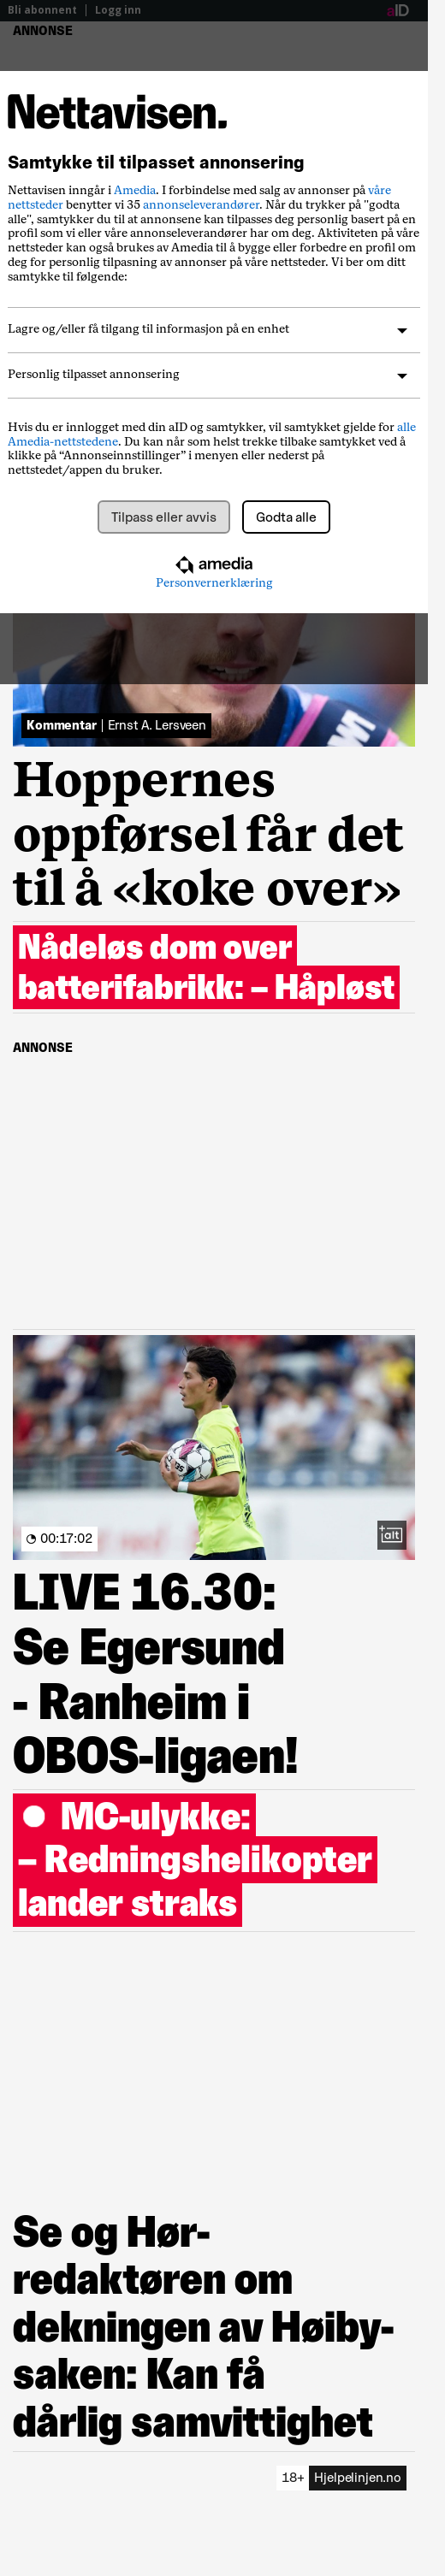 Bli abonnent | Logg inn
aID
ANNONSE
Nettavisen.
Samtykke til tilpasset annonsering
Nettavisen inngår i Amedia. I forbindelse med salg av annonser på våre
nettsteder benytter vi 35 annonseleverandører. Når du trykker på "godta
alle", samtykker du til at annonsene kan tilpasses deg personlig basert på en
profil som vi eller våre annonseleverandører har om deg. Aktiviteten på våre
nettsteder kan også brukes av Amedia til å bygge eller forbedre en profil om
deg for personlig tilpasning av annonser på våre nettsteder. Vi ber om ditt
samtykke til følgende:
Lagre og/eller få tilgang til informasjon på en enhet
Personlig tilpasset annonsering
Hvis du er innlogget med din aID og samtykker, vil samtykket gjelde for alle
Amedia-nettstedene. Du kan når som helst trekke tilbake samtykket ved å
klikke på “Annonseinnstillinger” i menyen eller nederst på
nettstedet/appen du bruker.
Tilpass eller avvis
Godta alle
amedia
Personvernerklæring
Kommentar | Ernst A. Lersveen
Hoppernes
oppførsel får det
til å «koke over»
Nådeløs dom over
batterifabrikk: – Håpløst
ANNONSE
00:17:02
+alt
LIVE 16.30:
Se Egersund
- Ranheim i
OBOS-ligaen!
MC-ulykke:
– Redningshelikopter
lander straks
Se og Hør-
redaktøren om
dekningen av Høiby-
saken: Kan få
dårlig samvittighet
18+ Hjelpelinjen.no